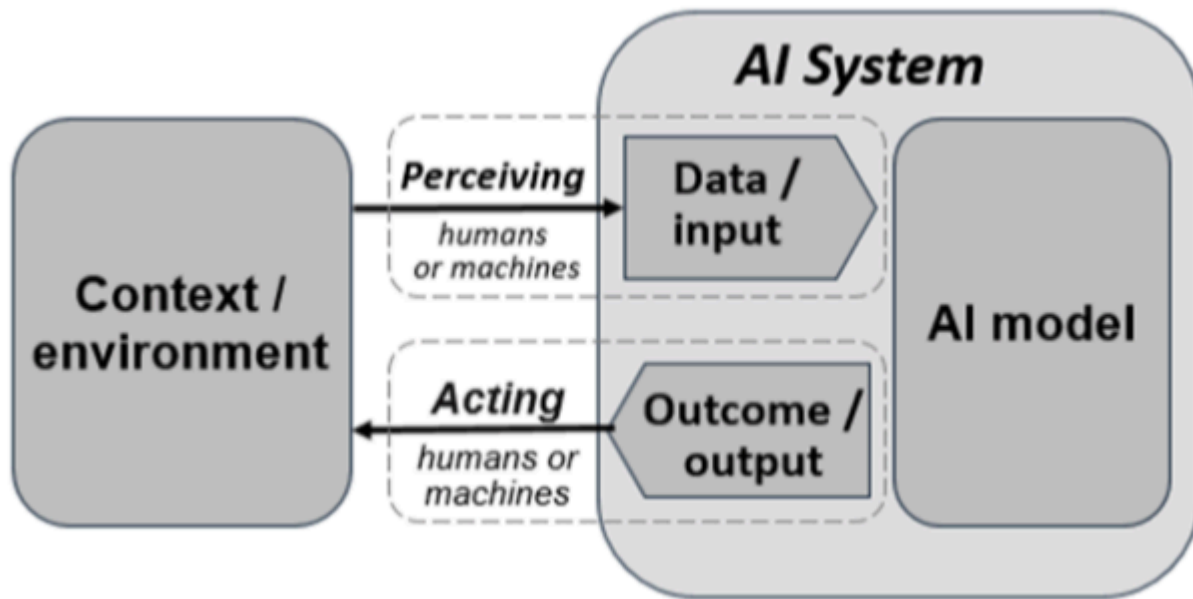 AI System
Perceiving
humans
or machines
Data /
input
Context /
environment
AI model
Acting
humans or
machines
Outcome /
output